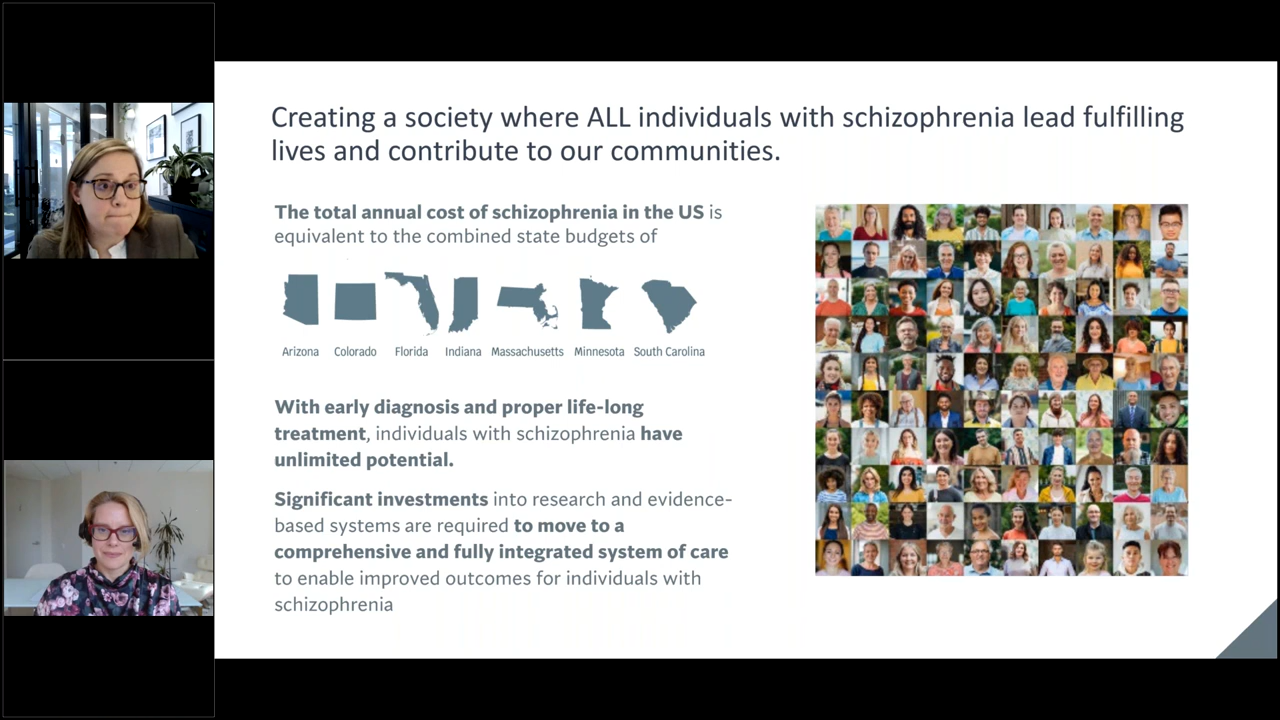 Creating a society where ALL individuals with schizophrenia lead fulfilling
lives and contribute to our communities.
The total annual cost of schizophrenia in the US is
equivalent to the combined state budgets of
Arizona Colorado Florida Indiana Massachusetts Minnesota South Carolina
With early diagnosis and proper life-long
treatment, individuals with schizophrenia have
unlimited potential.
Significant investments into research and evidence-
based systems are required to move to a
comprehensive and fully integrated system of care
to enable improved outcomes for individuals with
schizophrenia